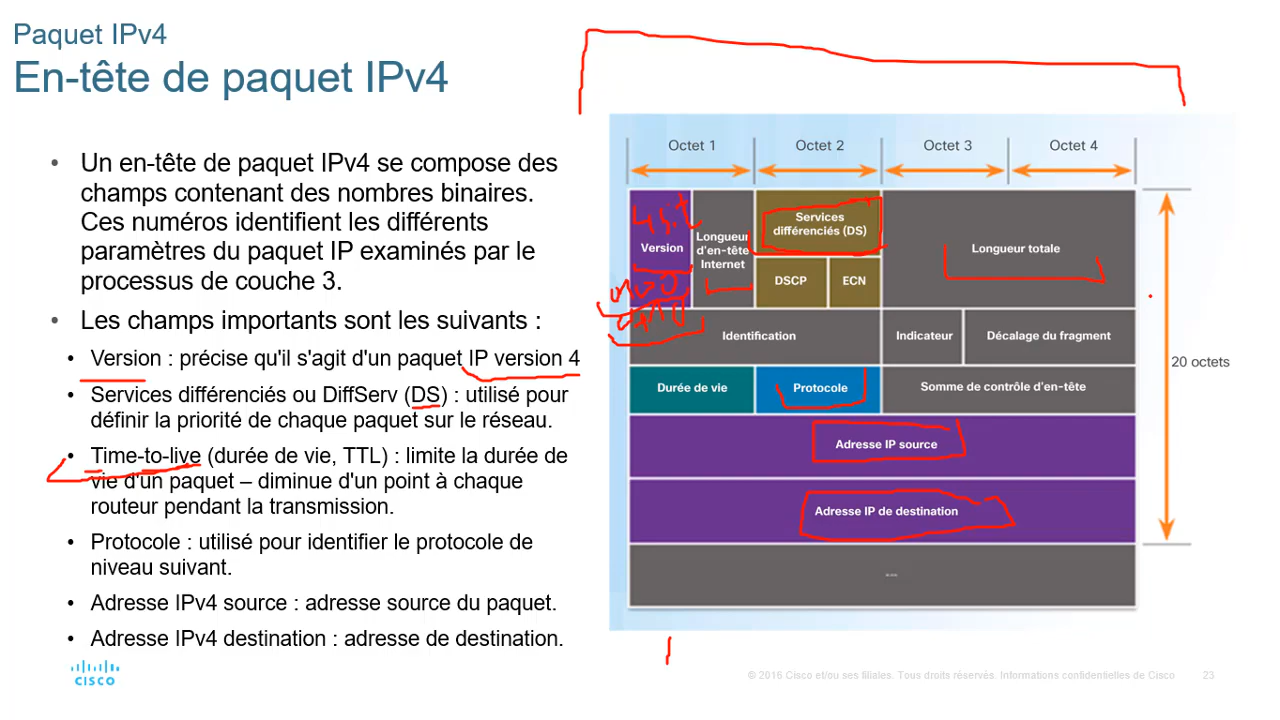 Paquet IPv4
En-tête de paquet IPv4
• Un en-tête de paquet IPv4 se compose des
champs contenant des nombres binaires.
Ces numéros identifient les différents
paramètres du paquet IP examinés par le
processus de couche 3.
• Les champs importants sont les suivants :
• Version : précise qu'il s'agit d'un paquet IP version 4
• Services différenciés ou DiffServ (DS) : utilisé pour
définir la priorité de chaque paquet sur le réseau.
• Time-to-live (durée de vie, TTL) : limite la durée de
vie d'un paquet – diminue d'un point à chaque
routeur pendant la transmission.
• Protocole : utilisé pour identifier le protocole de
niveau suivant.
• Adresse IPv4 source : adresse source du paquet.
• Adresse IPv4 destination : adresse de destination.
Octet 1
Octet 2
Octet 3
Octet 4
Version
Longueur
d'en-tête
Internet
Services
différenciés (DS)
DSCP
ECN
Longueur totale
Identification
Indicateur
Décalage du fragment
Durée de vie
Protocole
Somme de contrôle d'en-tête
Adresse IP source
Adresse IP de destination
...
20 octets
CISCO
© 2016 Cisco et/ou ses filiales. Tous droits réservés. Informations confidentielles de Cisco
23